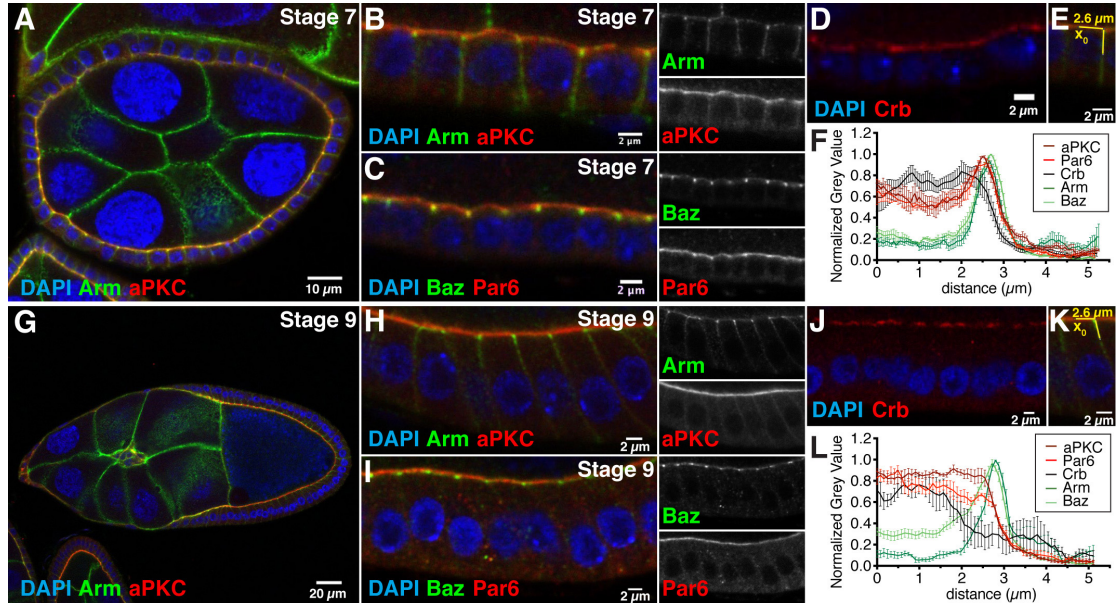 A
Stage 7
DAPI Arm aPKC
10 µm
B
Stage 7
DAPI Arm aPKC
2 µm
Arm
aPKC
C
Stage 7
DAPI Baz Par6
2 µm
Baz
Par6
D
DAPI Crb
2 µm
E
2.6 µm
X0
2 µm
F
Normalized Grey Value
1.2
1.0
0.8
0.6
0.4
0.2
0.0
0 1 2 3 4 5
distance (µm)
aPKC
Par6
Crb
Arm
Baz
G
Stage 9
DAPI Arm aPKC
20 µm
H
Stage 9
DAPI Arm aPKC
2 µm
Arm
aPKC
I
Stage 9
DAPI Baz Par6
2 µm
Baz
Par6
J
DAPI Crb
2 µm
K
2.6 µm
X0
2 µm
L
Normalized Grey Value
1.2
1.0
0.8
0.6
0.4
0.2
0.0
0 1 2 3 4 5
distance (µm)
aPKC
Par6
Crb
Arm
Baz